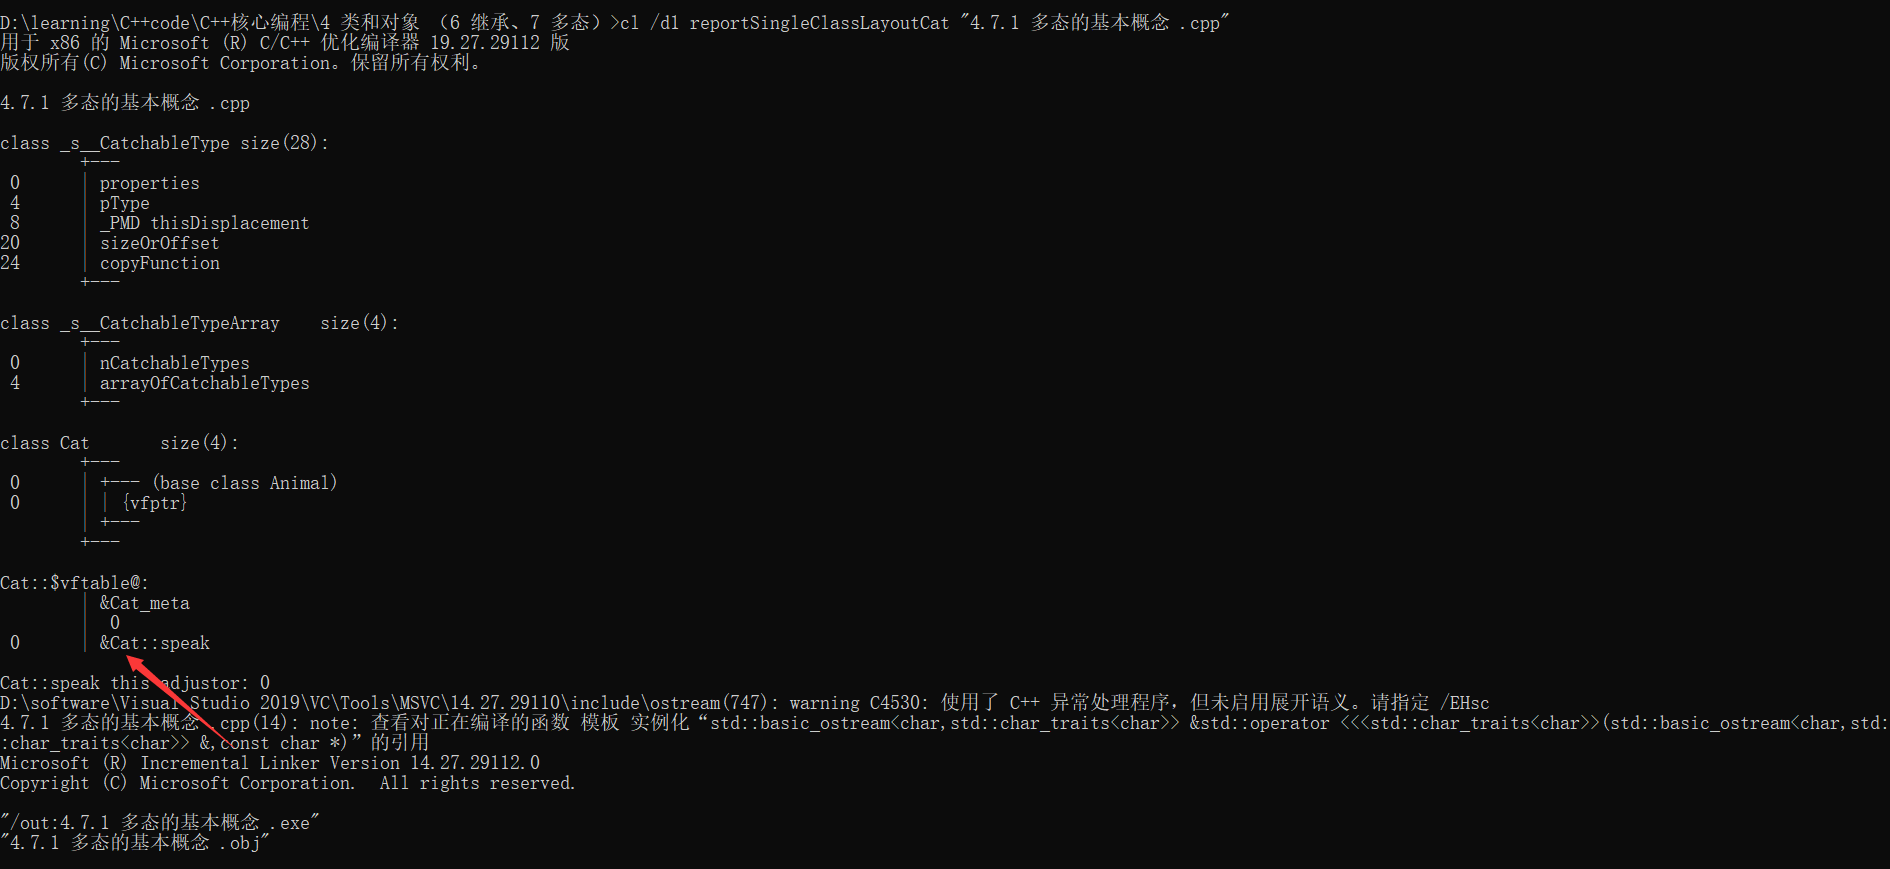 D:\learning\C++code\C++核心编程\4 类和对象 （6 继承、7 多态）>cl /d1 reportSingleClassLayoutCat "4.7.1 多态的基本概念 .cpp"
用于 x86 的 Microsoft (R) C/C++ 优化编译器 19.27.29112 版
版权所有(C) Microsoft Corporation。保留所有权利。
4.7.1 多态的基本概念 .cpp
class _s__CatchableType size(28):
+---
0 | properties
4 | pType
8 | _PMD thisDisplacement
20 | sizeOrOffset
24 | copyFunction
+---
class _s__CatchableTypeArray size(4):
+---
0 | nCatchableTypes
4 | arrayOfCatchableTypes
+---
class Cat size(4):
+---
0 | +--- (base class Animal)
0 | | {vfptr}
| +---
+---
Cat::$vftable@:
| &Cat_meta
| 0
0 | &Cat::speak
Cat::speak this adjustor: 0
D:\software\Visual Studio 2019\VC\Tools\MSVC\14.27.29110\include\ostream(747): warning C4530: 使用了 C++ 异常处理程序，但未启用展开语义。请指定 /EHsc
4.7.1 多态的基本概念 .cpp(14): note: 查看对正在编译的函数 模板 实例化“std::basic_ostream<char,std::char_traits<char>> &std::operator <<<std::char_traits<char>>(std::basic_ostream<char,std:
:char_traits<char>> &,const char *)”的引用
Microsoft (R) Incremental Linker Version 14.27.29112.0
Copyright (C) Microsoft Corporation.  All rights reserved.
"/out:4.7.1 多态的基本概念 .exe"
"4.7.1 多态的基本概念 .obj"